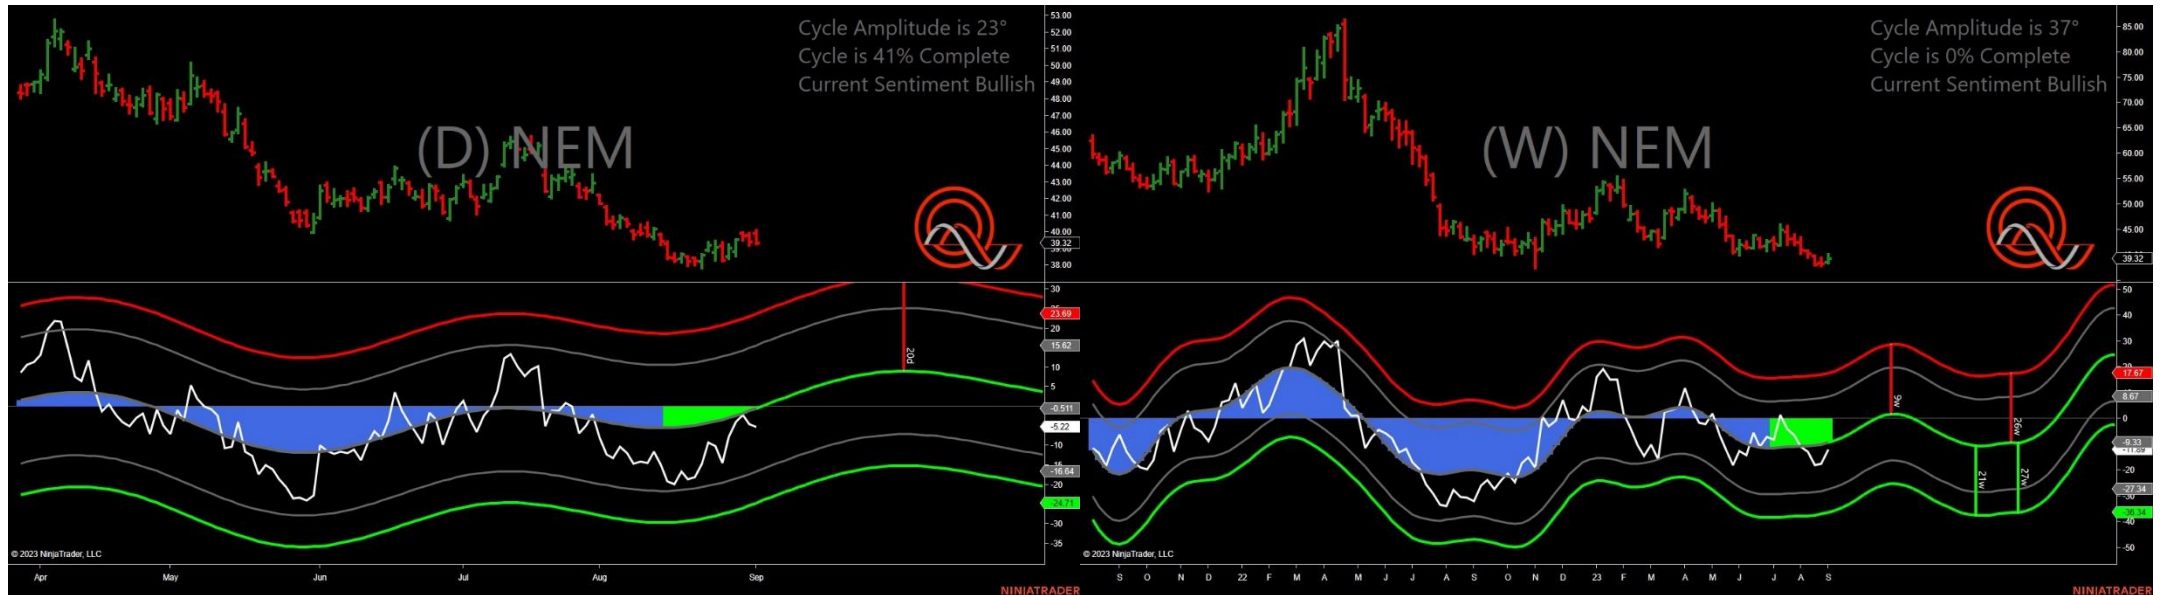 Cycle Amplitude is 23°
Cycle is 41% Complete
Current Sentiment Bullish
(D) NEM
53.00
52.00
51.00
50.00
49.00
48.00
47.00
46.00
45.00
44.00
43.00
42.00
41.00
40.00
39.32
38.00
30
23.69
20
15.62
10
5
-0.511
-5.22
-10
-16.64
-20
-24.71
-30
-35
20d
© 2023 NinjaTrader, LLC
Apr May Jun Jul Aug Sep
NINJATRADER
Cycle Amplitude is 37°
Cycle is 0% Complete
Current Sentiment Bullish
(W) NEM
85.00
80.00
75.00
70.00
65.00
60.00
55.00
50.00
45.00
39.32
50
40
30
17.67
8.67
0
-9.33
-11.89
-20
-27.34
-36.34
-40
-50
9w
26w
21w
27w
© 2023 NinjaTrader, LLC
S O N D 22 F M A M J J A S O N D 23 F M A M J J A S
NINJATRADER